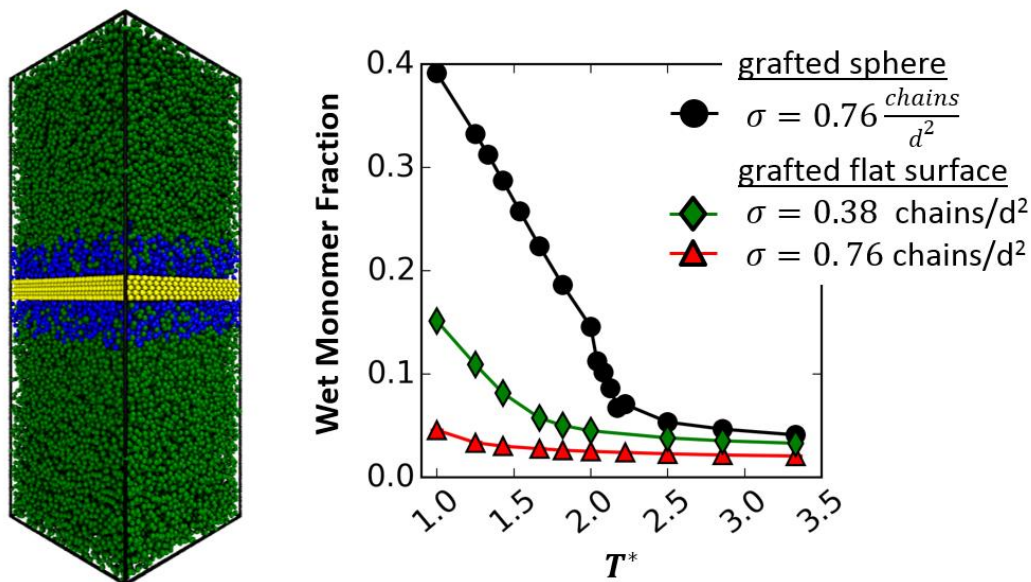 grafted sphere
σ = 0.76 chains/d²
grafted flat surface
σ = 0.38 chains/d²
σ = 0.76 chains/d²
Wet Monomer Fraction
0.4
0.3
0.2
0.1
0.0
1.0 1.5 2.0 2.5 3.0 3.5
T*